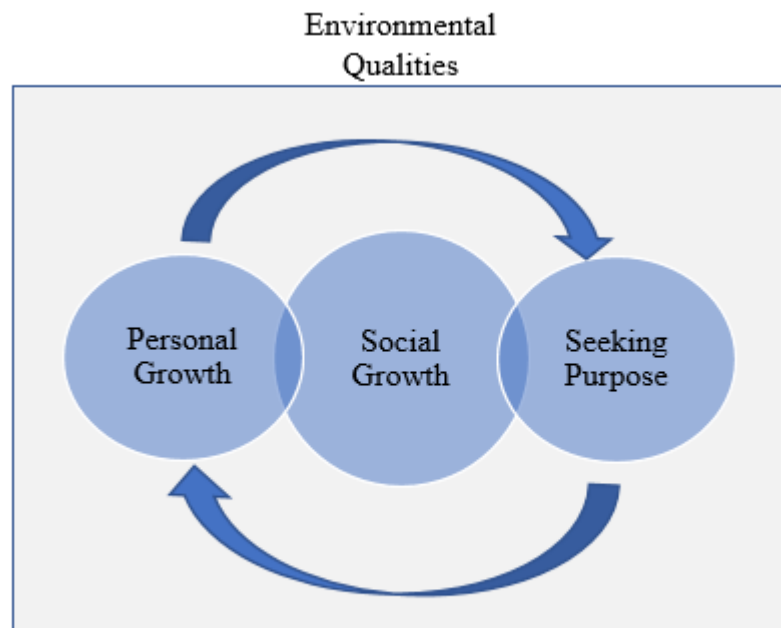 Environmental
Qualities
Personal
Growth
Social
Growth
Seeking
Purpose